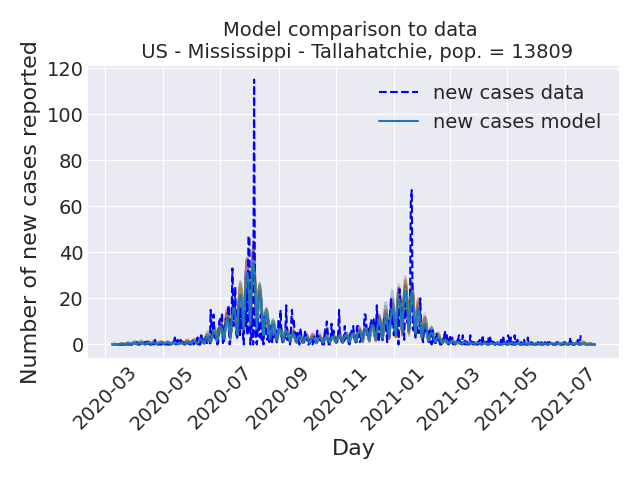 Model comparison to data
US - Mississippi - Tallahatchie, pop. = 13809
Number of new cases reported
120
100
80
60
40
20
0
new cases data
new cases model
2020-03
2020-05
2020-07
2020-09
2020-11
2021-01
2021-03
2021-05
2021-07
Day